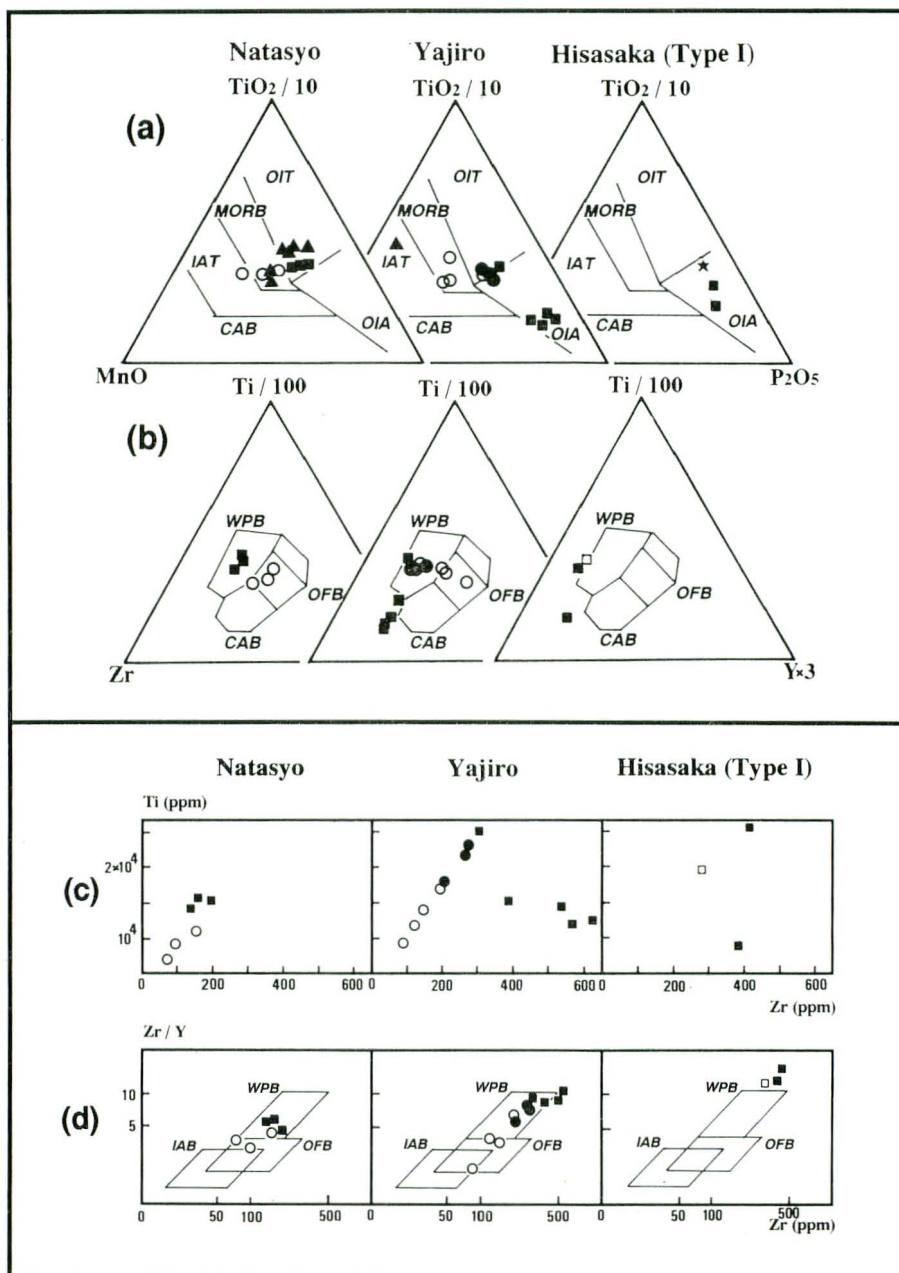 Natasyo Yajiro Hisasaka (Type I)
TiO2 / 10 TiO2 / 10 TiO2 / 10
(a)
OIT OIT OIT
MORB MORB MORB
IAT IAT IAT
CAB OIA CAB OIA CAB OIA
MnO P2O5
Ti / 100 Ti / 100 Ti / 100
(b)
WPB WPB WPB
OFB OFB OFB
CAB CAB CAB
Zr Y×3
Natasyo Yajiro Hisasaka (Type I)
Ti (ppm)
(c)
2×10⁴
10⁴
0 200 400 600 0 200 400 600 0 200 400 600
Zr (ppm)
Zr / Y
(d)
WPB WPB WPB
10
5
IAB OFB IAB OFB IAB OFB
0 50 100 500 0 50 100 500 0 50 100 500
Zr (ppm)